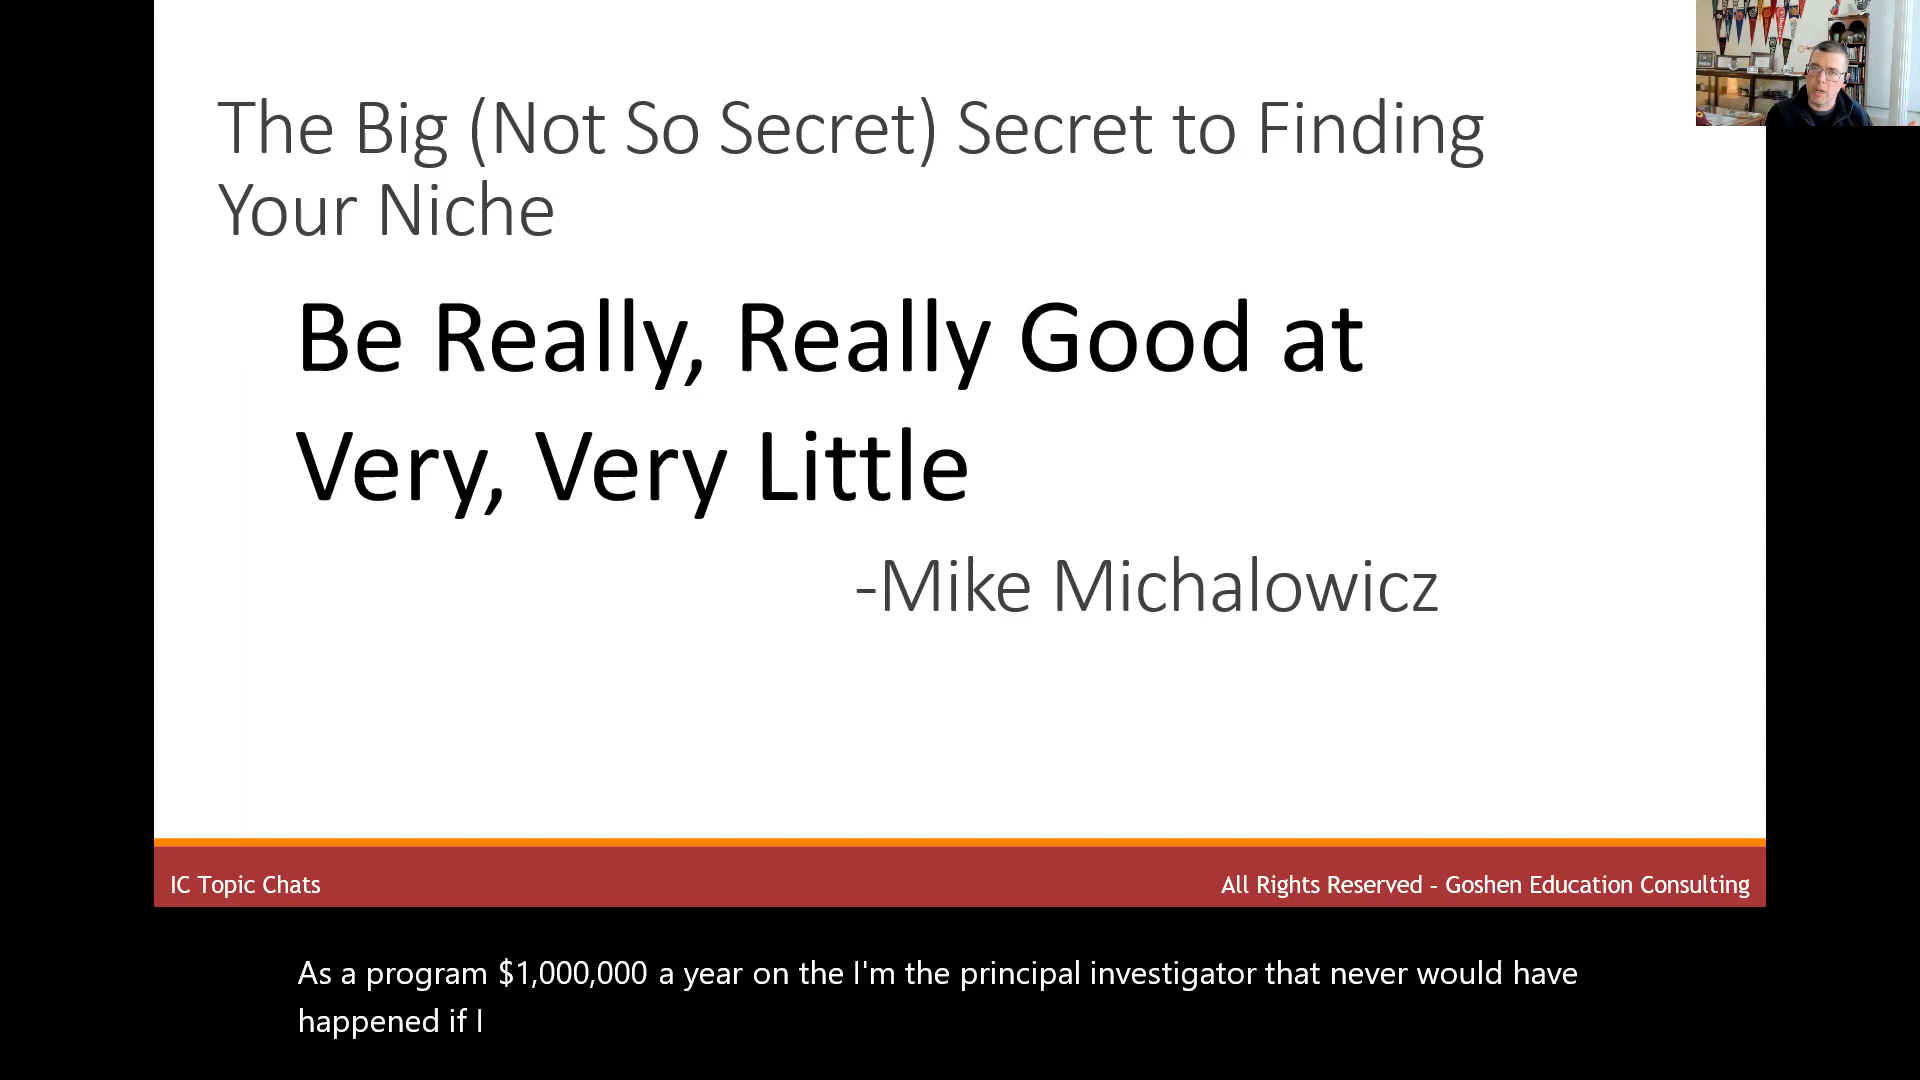 The Big (Not So Secret) Secret to Finding
Your Niche
Be Really, Really Good at
Very, Very Little
-Mike Michalowicz
IC Topic Chats
All Rights Reserved – Goshen Education Consulting
As a program $1,000,000 a year on the I'm the principal investigator that never would have
happened if I